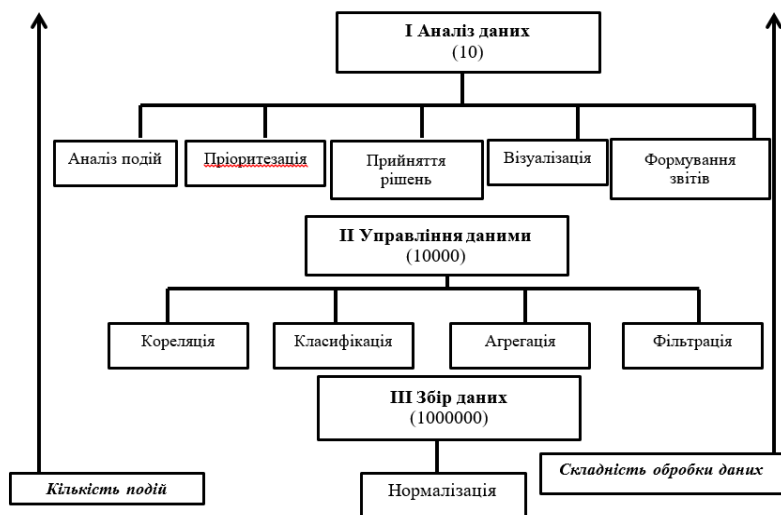 I Аналіз даних
(10)
Аналіз подій
Пріоритезація
Прийняття
рішень
Візуалізація
Формування
звітів
II Управління даними
(10000)
Кореляція
Класифікація
Агрегація
Фільтрація
III Збір даних
(1000000)
Нормалізація
Кількість подій
Складність обробки даних